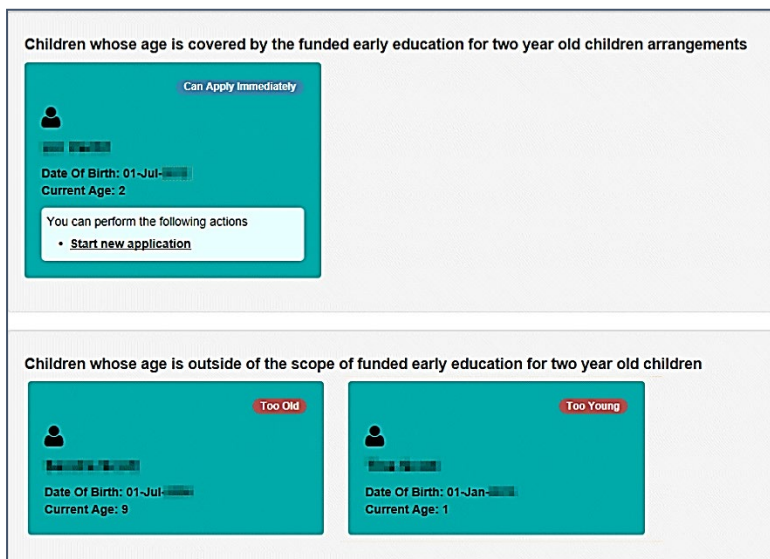 Children whose age is covered by the funded early education for two year old children arrangements
Can Apply Immediately
Date Of Birth: 01-Jul-
Current Age: 2
You can perform the following actions
• Start new application
Children whose age is outside of the scope of funded early education for two year old children
Too Old
Date Of Birth: 01-Jul-
Current Age: 9
Too Young
Date Of Birth: 01-Jan-
Current Age: 1